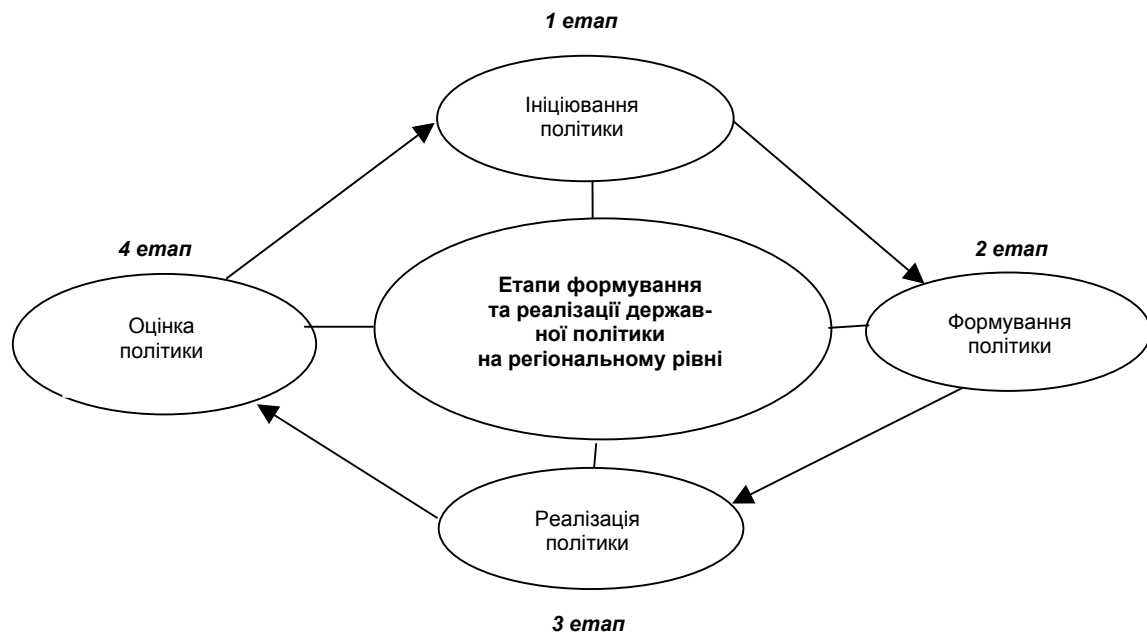 1 етап
Ініціювання
політики
4 етап
2 етап
Етапи формування
та реалізації держав-
ної політики
на регіональному рівні
Оцінка
політики
Формування
політики
Реалізація
політики
3 етап